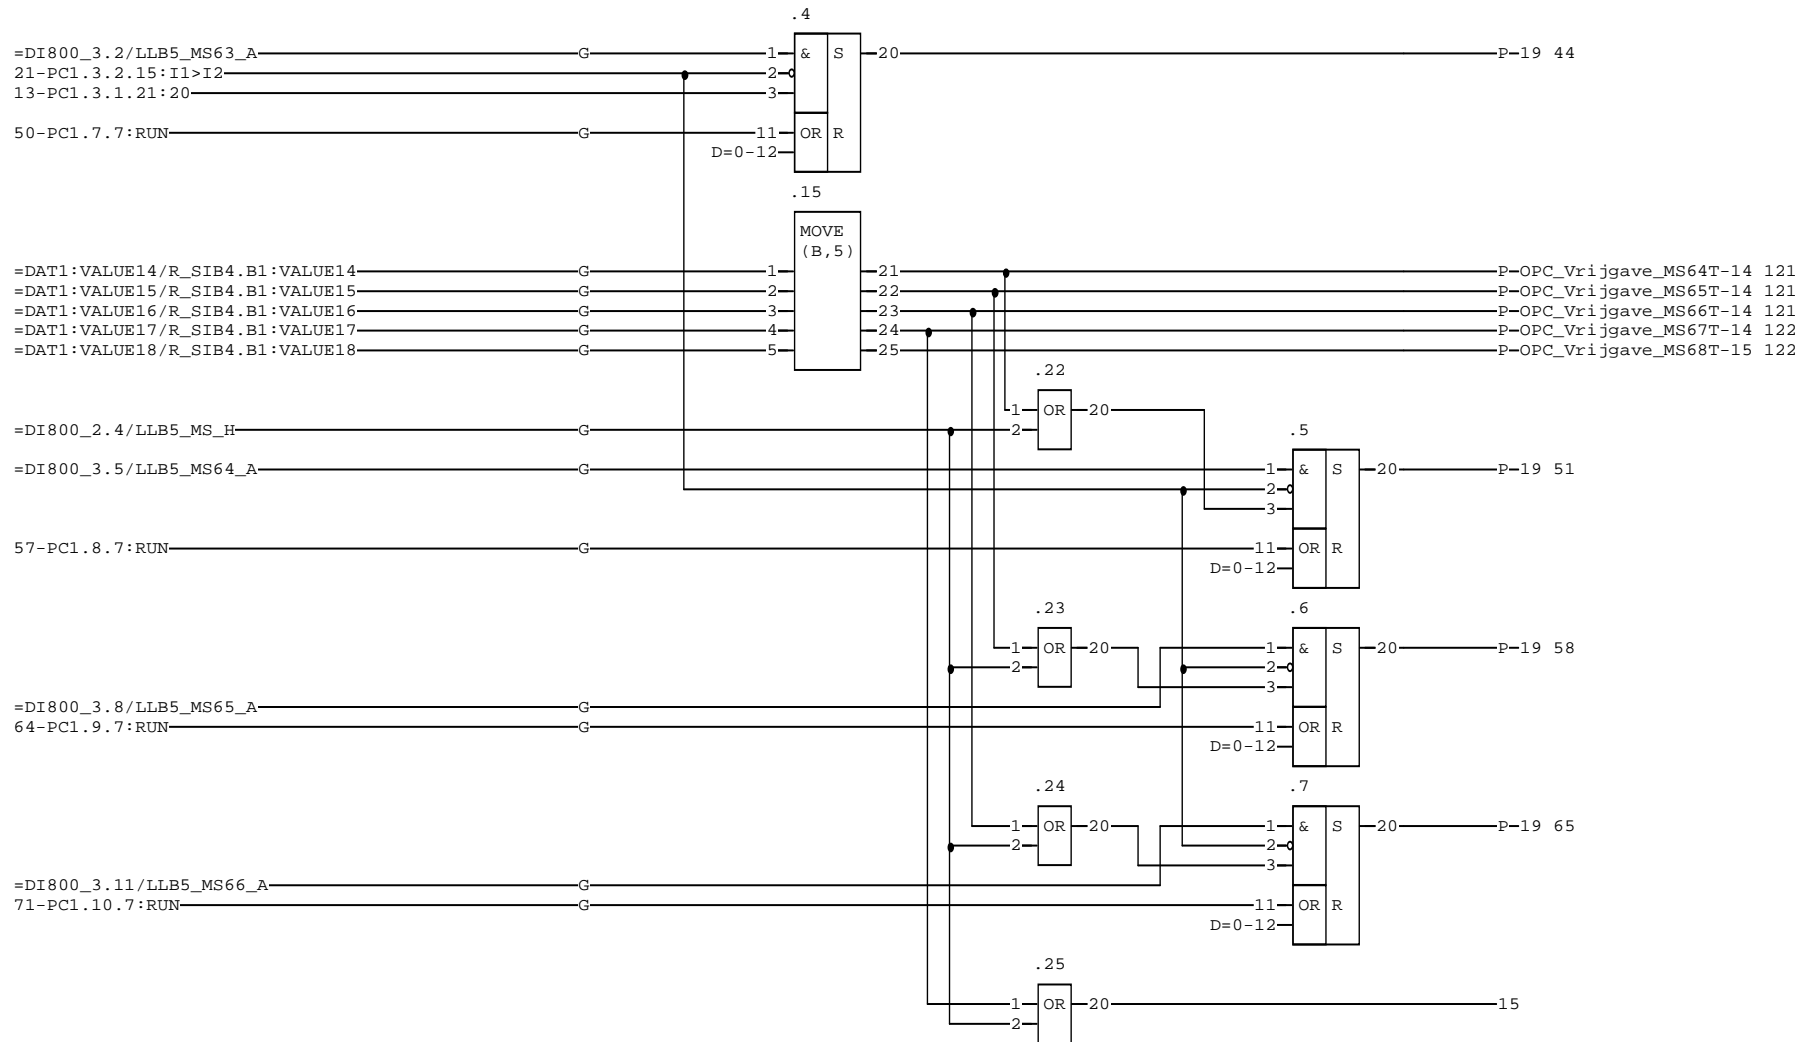 .4
=DI800_3.2/LLB5_MS63_A G 1 & S 20 P-19 44
21-PC1.3.2.15:I1>I2 2
13-PC1.3.1.21:20 3
50-PC1.7.7:RUN G 11 OR R
D=0-12
.15
MOVE
(B,5)
=DAT1:VALUE14/R_SIB4.B1:VALUE14 G 1 21 P-OPC_Vrijgave_MS64T-14 121
=DAT1:VALUE15/R_SIB4.B1:VALUE15 G 2 22 P-OPC_Vrijgave_MS65T-14 121
=DAT1:VALUE16/R_SIB4.B1:VALUE16 G 3 23 P-OPC_Vrijgave_MS66T-14 121
=DAT1:VALUE17/R_SIB4.B1:VALUE17 G 4 24 P-OPC_Vrijgave_MS67T-14 122
=DAT1:VALUE18/R_SIB4.B1:VALUE18 G 5 25 P-OPC_Vrijgave_MS68T-15 122
.22
1 OR 20
=DI800_2.4/LLB5_MS_H G 2 .5
=DI800_3.5/LLB5_MS64_A G 1 & S 20 P-19 51
2
3
57-PC1.8.7:RUN G 11 OR R
D=0-12
.23 .6
1 OR 20 1 & S 20 P-19 58
2 2
3
=DI800_3.8/LLB5_MS65_A G
64-PC1.9.7:RUN G 11 OR R
D=0-12
.24 .7
1 OR 20 1 & S 20 P-19 65
2 2
3
=DI800_3.11/LLB5_MS66_A G
71-PC1.10.7:RUN G 11 OR R
D=0-12
.25
1 OR 20 15
2